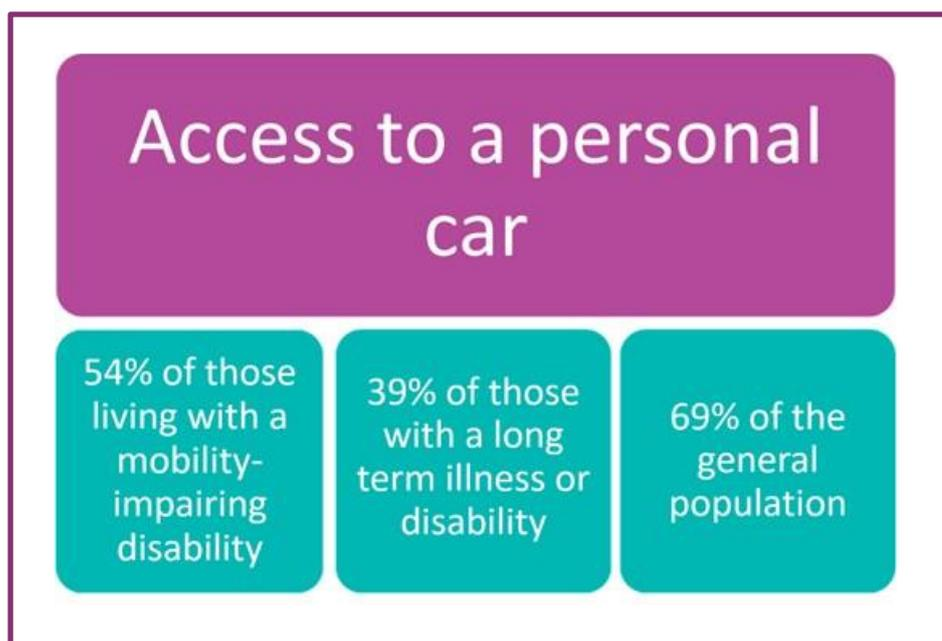 Access to a personal
car
54% of those
living with a
mobility-
impairing
disability
39% of those
with a long
term illness or
disability
69% of the
general
population